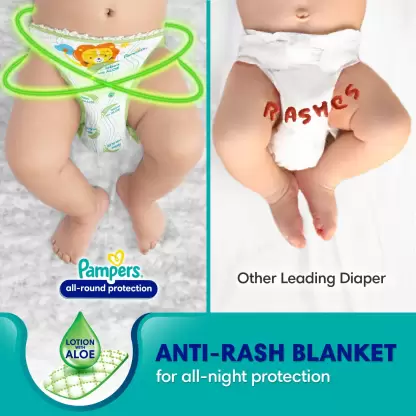 RASHES
Pampers
all-round protection
Other Leading Diaper
LOTION
WITH
ALOE
ANTI-RASH BLANKET
for all-night protection